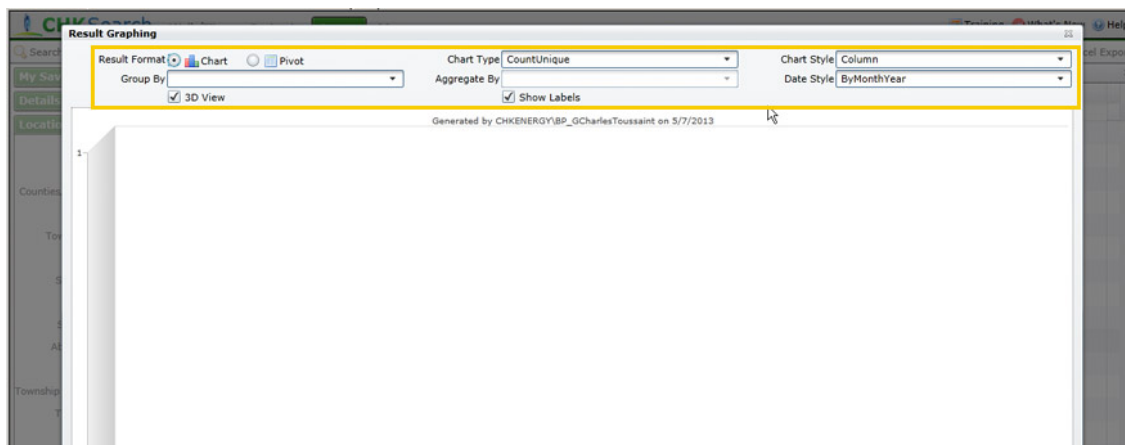 CHKSearch
Training What's New Help
Result Graphing
Search
Result Format Chart Pivot Chart Type CountUnique Chart Style Column
cel Expo
My Sav
Group By Aggregate By Date Style ByMonthYear
Details
3D View Show Labels
Locatio
Generated by CHKENERGY\BP_GCharlesToussaint on 5/7/2013
1
Counties,
To
S
S
Ab
Township
T